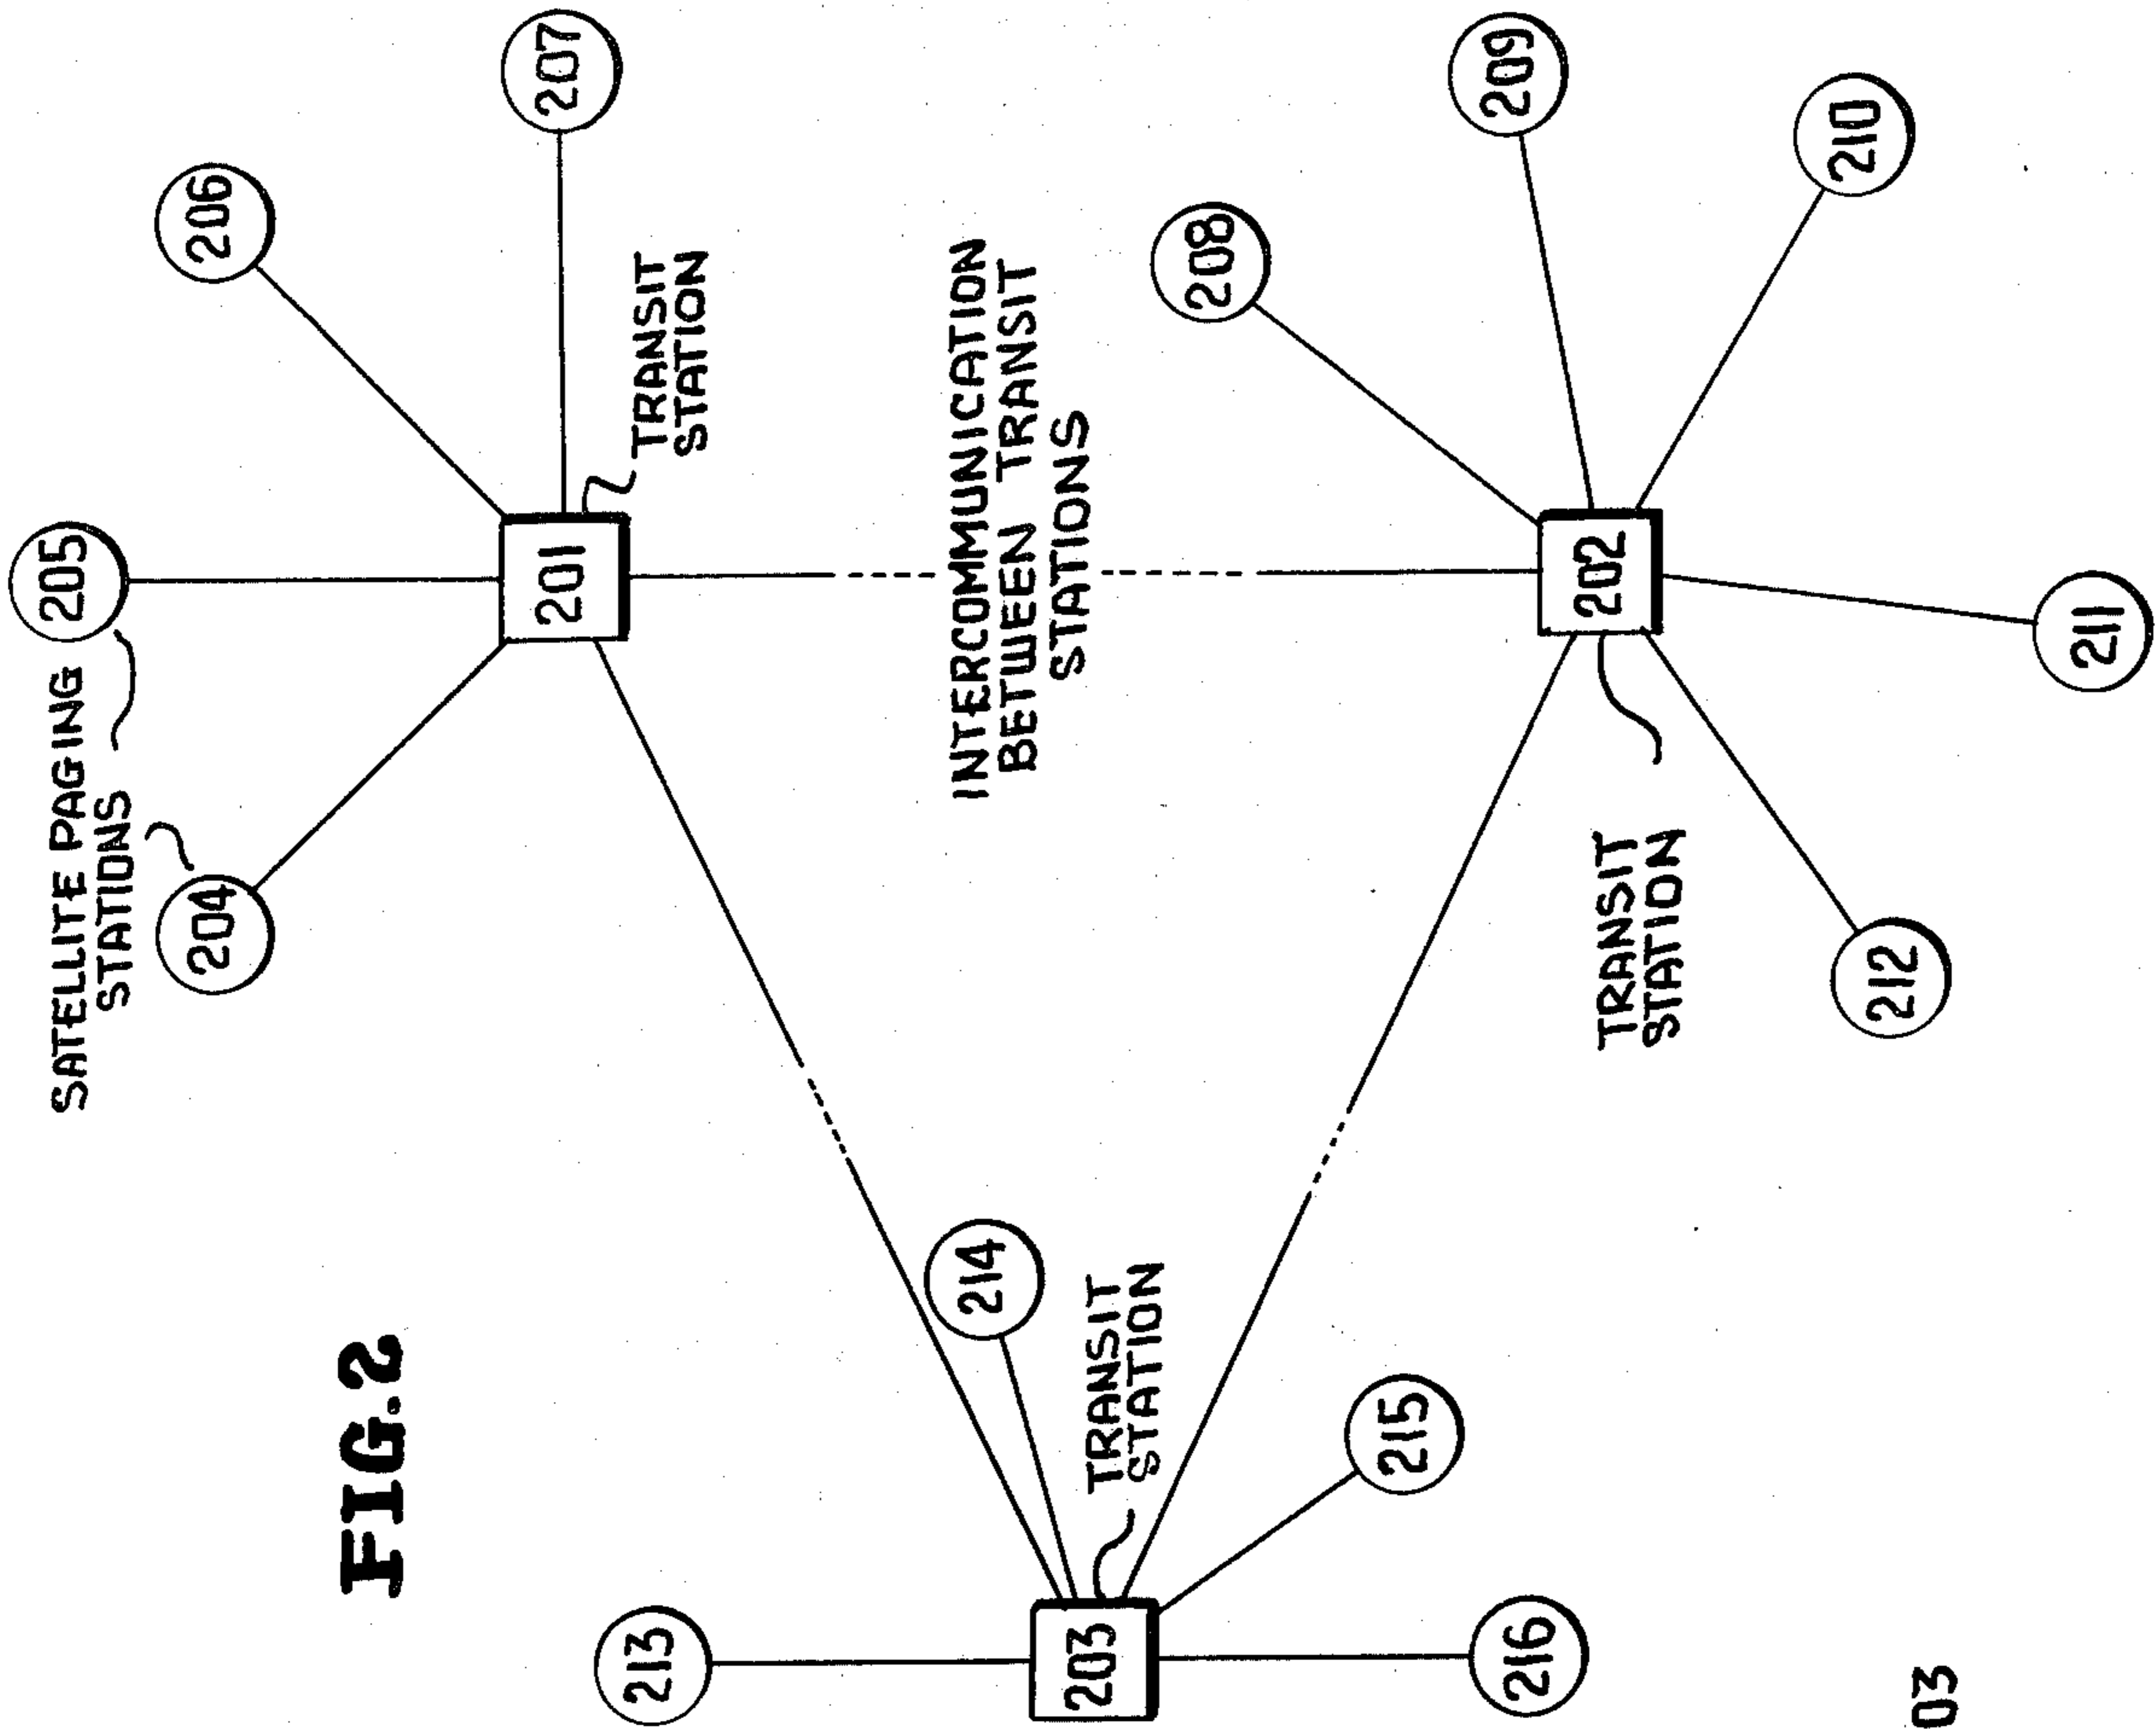 FIG.2
SATELLITE PAGING
STATIONS
204
205
206
207
201
TRANSIT
STATION
INTERCOMMUNICATION
BETWEEN TRANSIT
STATIONS
213
214
203
TRANSIT
STATION
215
216
208
209
210
202
TRANSIT
STATION
211
212
03